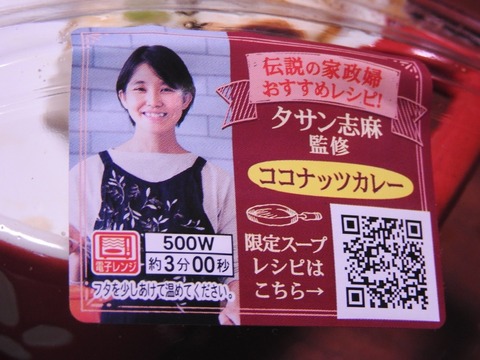 伝説の家政婦
おすすめレシピ!
タサン志麻
監修
ココナッツカレー
限定スープ
レシピは
こちら→
500W
電子レンジ
約3分00秒
フタを少しあけて温めてください。